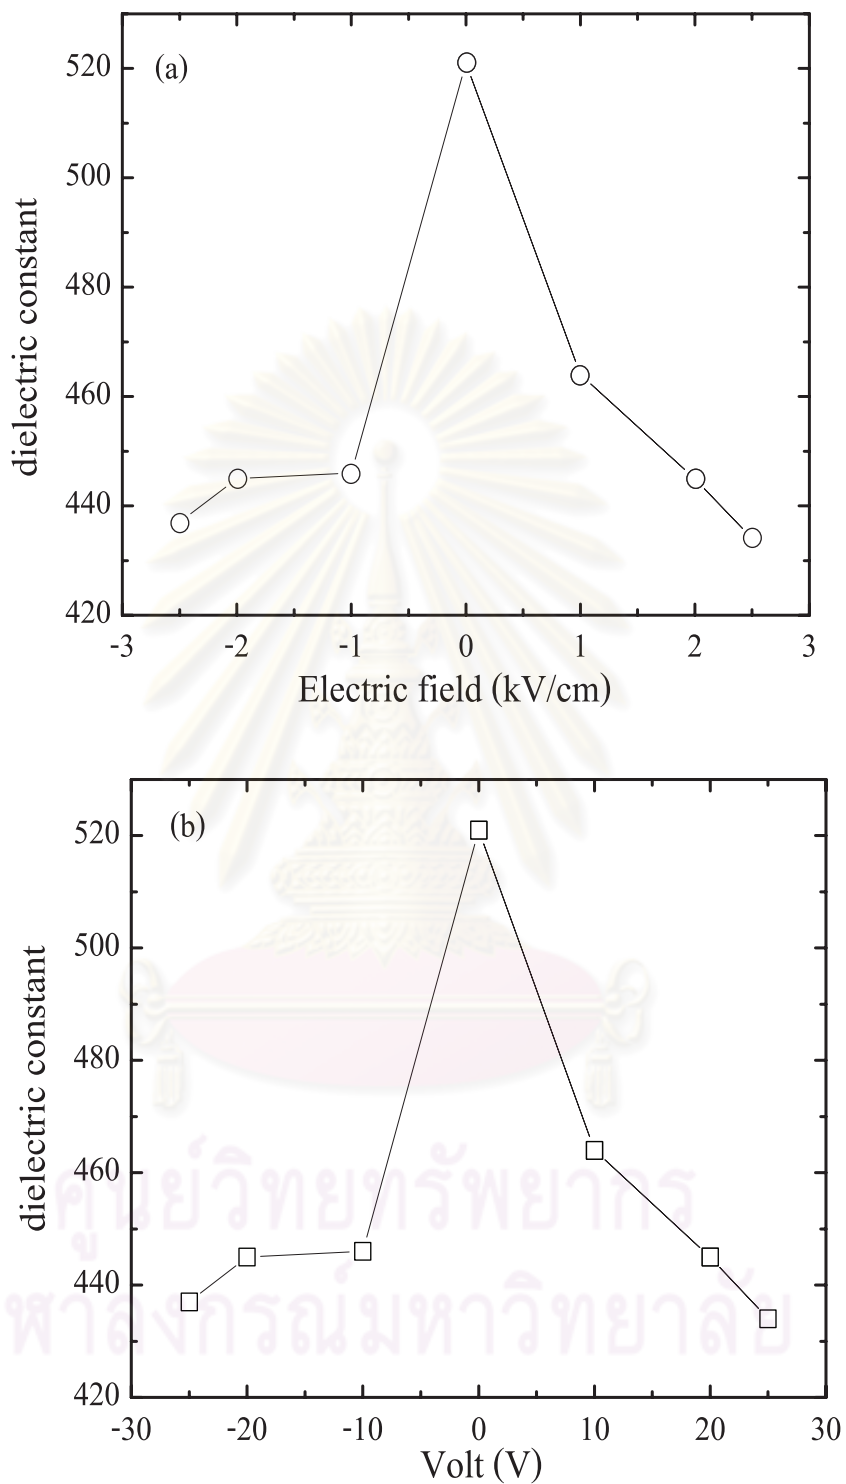 (a)
520
500
480
460
440
420
dielectric constant
-3 -2 -1 0 1 2 3
Electric field (kV/cm)
(b)
520
500
480
460
440
420
dielectric constant
-30 -20 -10 0 10 20 30
Volt (V)
ศูนย์วิทยทรัพยากร
จุฬาลงกรณ์มหาวิทยาลัย